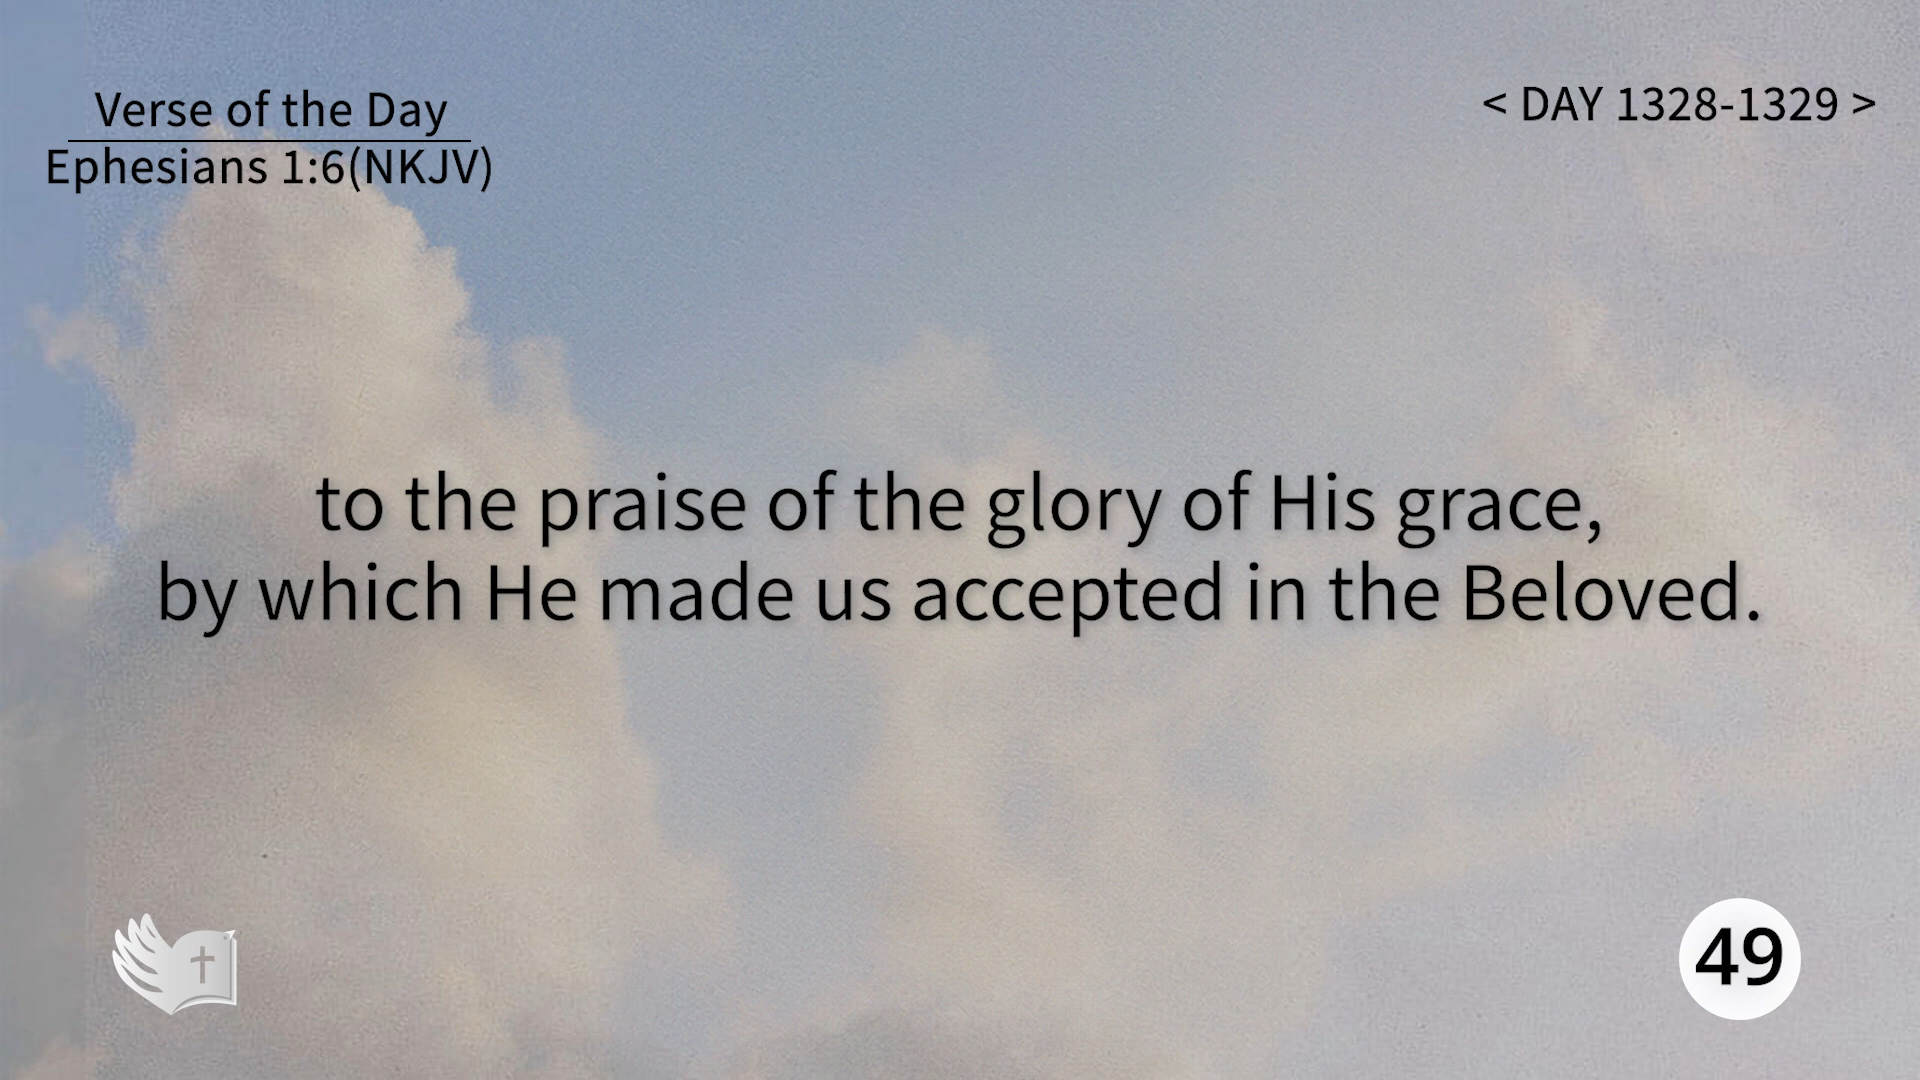 Verse of the Day
Ephesians 1:6(NKJV)
< DAY 1328-1329 >
to the praise of the glory of His grace,
by which He made us accepted in the Beloved.
49